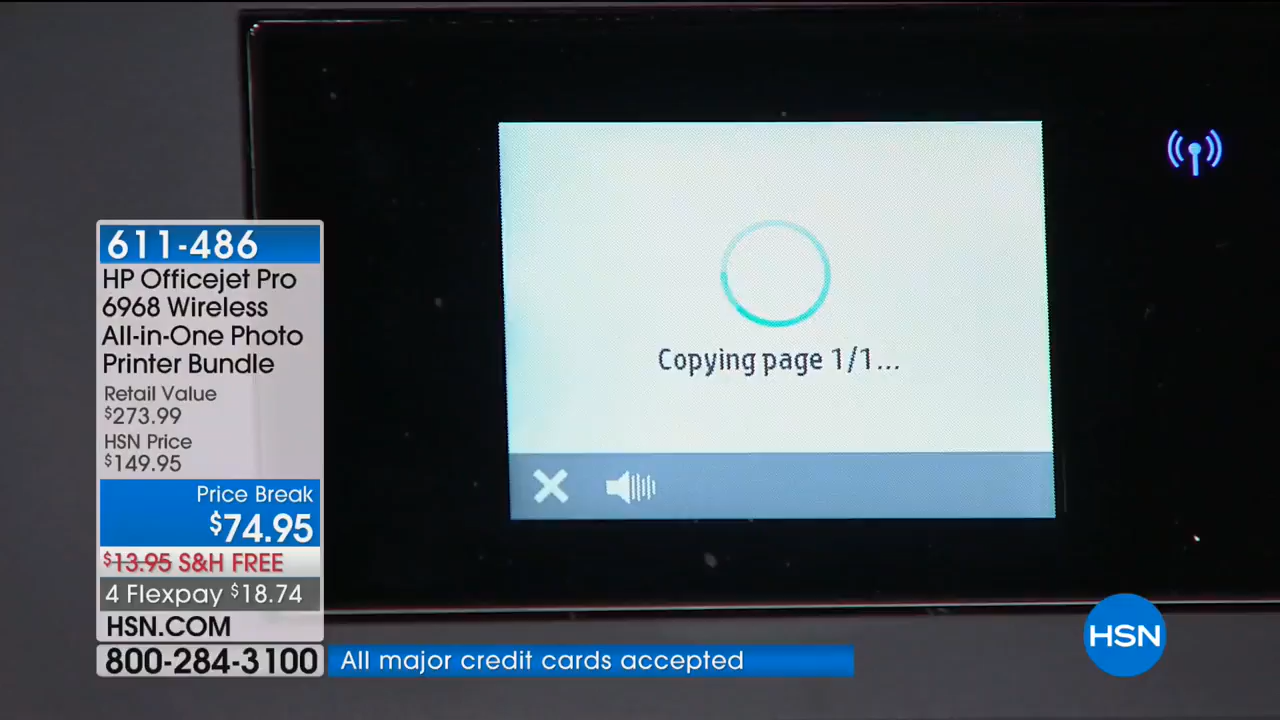 611-486
HP Officejet Pro
6968 Wireless
All-in-One Photo
Printer Bundle
Retail Value
$273.99
HSN Price
$149.95
Price Break
$74.95
$13.95 S&H FREE
4 Flexpay $18.74
HSN.COM
800-284-3100
All major credit cards accepted
Copying page 1/1...
HSN